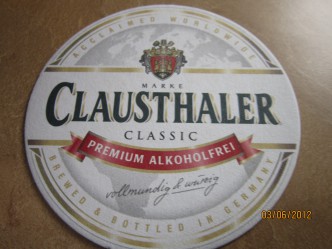 ACCLAIMED WORLDWIDE
MARKE
CLAUSTHALER
CLASSIC
PREMIUM ALKOHOLFREI
vollmundig & würzig
BREWED & BOTTLED IN GERMANY
03/06/2012